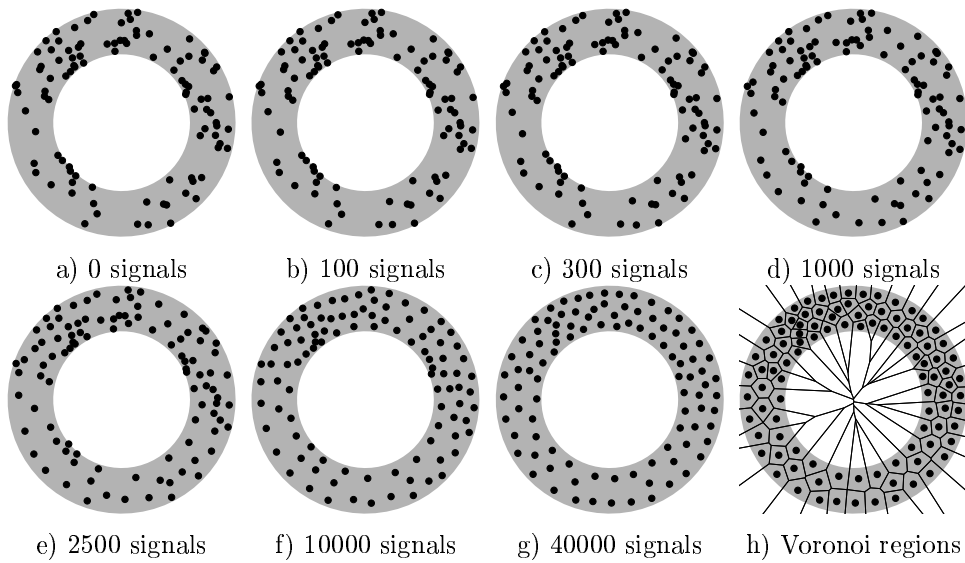 a) 0 signals
b) 100 signals
c) 300 signals
d) 1000 signals
e) 2500 signals
f) 10000 signals
g) 40000 signals
h) Voronoi regions